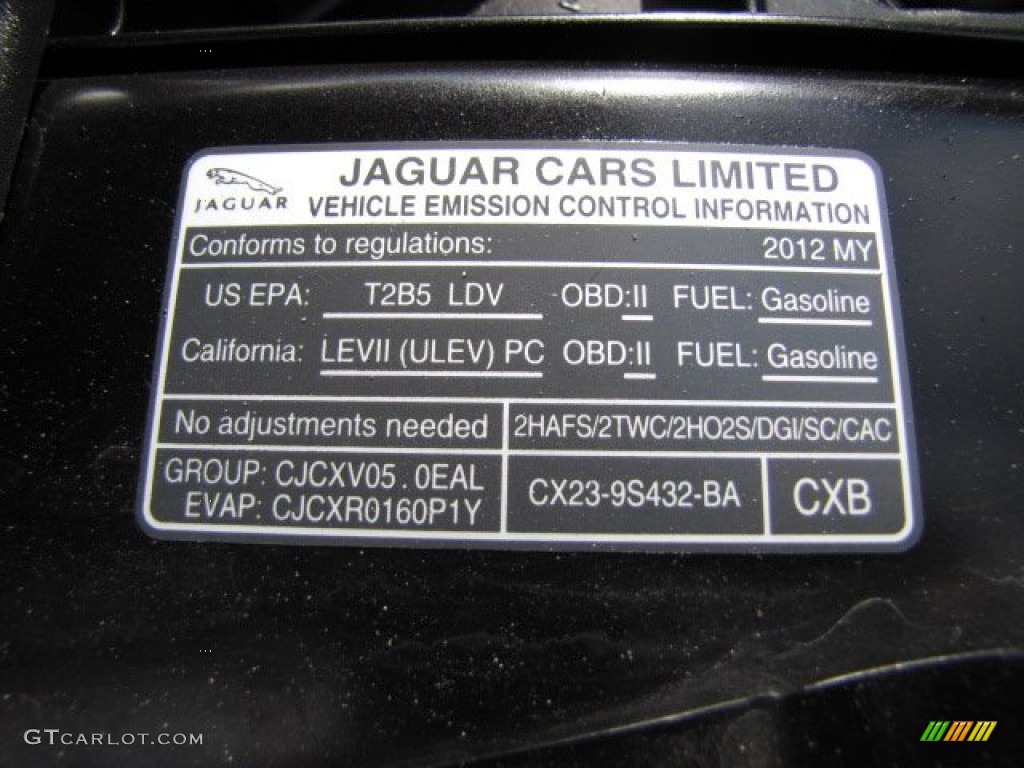 JAGUAR CARS LIMITED
JAGUAR
VEHICLE EMISSION CONTROL INFORMATION
Conforms to regulations: 2012 MY
US EPA: T2B5 LDV OBD:II FUEL: Gasoline
California: LEVII (ULEV) PC OBD:II FUEL: Gasoline
No adjustments needed 2HAFS/2TWC/2HO2S/DGI/SC/CAC
GROUP: CJCXV05.0EAL
EVAP: CJCXR0160P1Y
CX23-9S432-BA CXB
GTCARLOT.COM